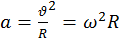 a = ϑ²/R = ω²R